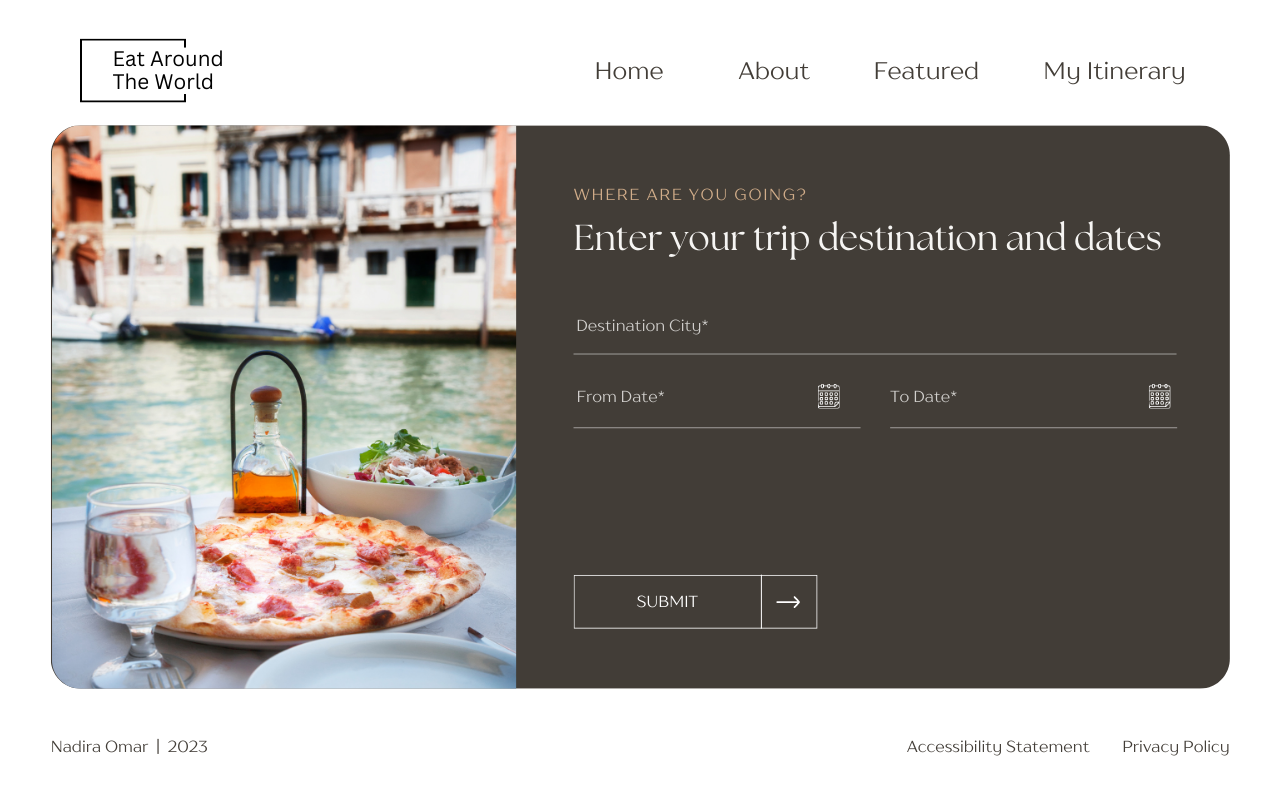 Eat Around
The World
Home About Featured My Itinerary
WHERE ARE YOU GOING?
Enter your trip destination and dates
Destination City*
From Date* To Date*
SUBMIT
Nadira Omar | 2023 Accessibility Statement Privacy Policy